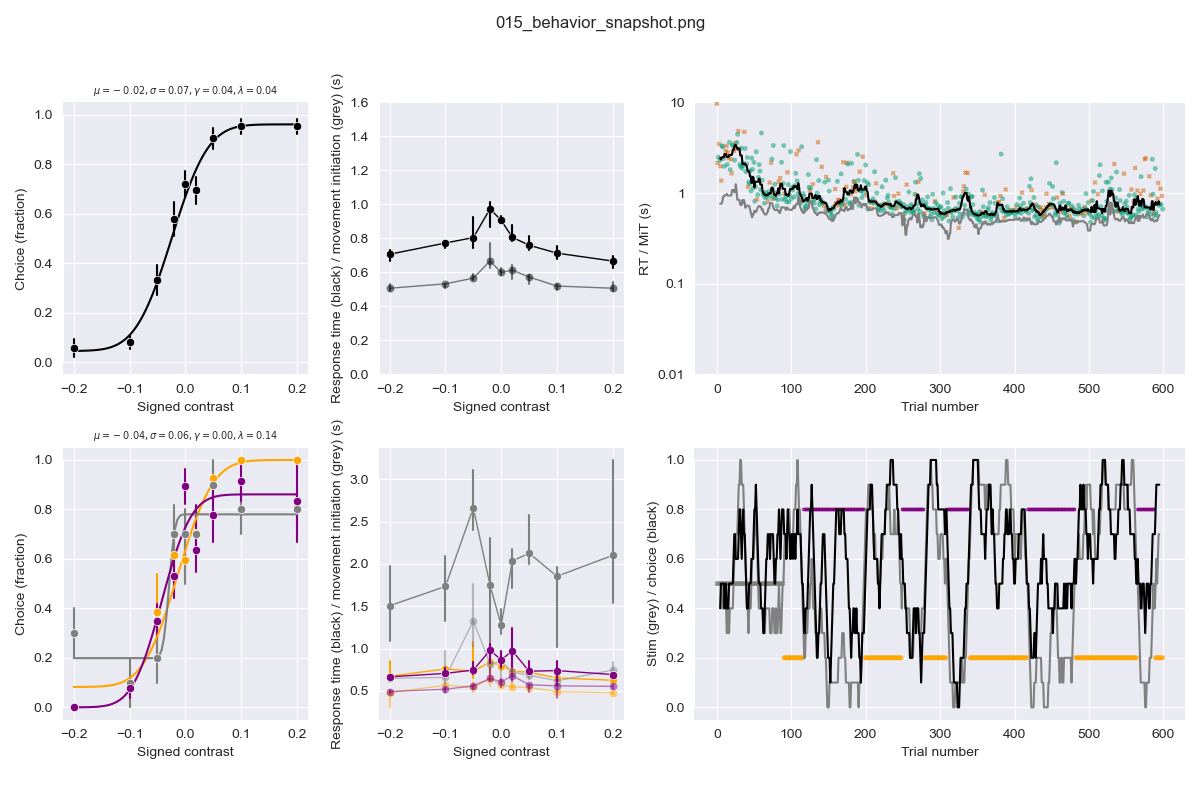 015_behavior_snapshot.png
μ = − 0.02, σ = 0.07, γ = 0.04, λ = 0.04
Choice (fraction)
1.0
0.8
0.6
0.4
0.2
0.0
−0.2 −0.1 0.0 0.1 0.2
Signed contrast
Response time (black) / movement initiation (grey) (s)
1.6
1.4
1.2
1.0
0.8
0.6
0.4
0.2
0.0
−0.2 −0.1 0.0 0.1 0.2
Signed contrast
RT / MiT (s)
10
1
0.1
0.01
0 100 200 300 400 500 600
Trial number
μ = − 0.04, σ = 0.06, γ = 0.00, λ = 0.14
Choice (fraction)
1.0
0.8
0.6
0.4
0.2
0.0
−0.2 −0.1 0.0 0.1 0.2
Signed contrast
Response time (black) / movement initiation (grey) (s)
3.0
2.5
2.0
1.5
1.0
0.5
−0.2 −0.1 0.0 0.1 0.2
Signed contrast
Stim (grey) / choice (black)
1.0
0.8
0.6
0.4
0.2
0.0
0 100 200 300 400 500 600
Trial number